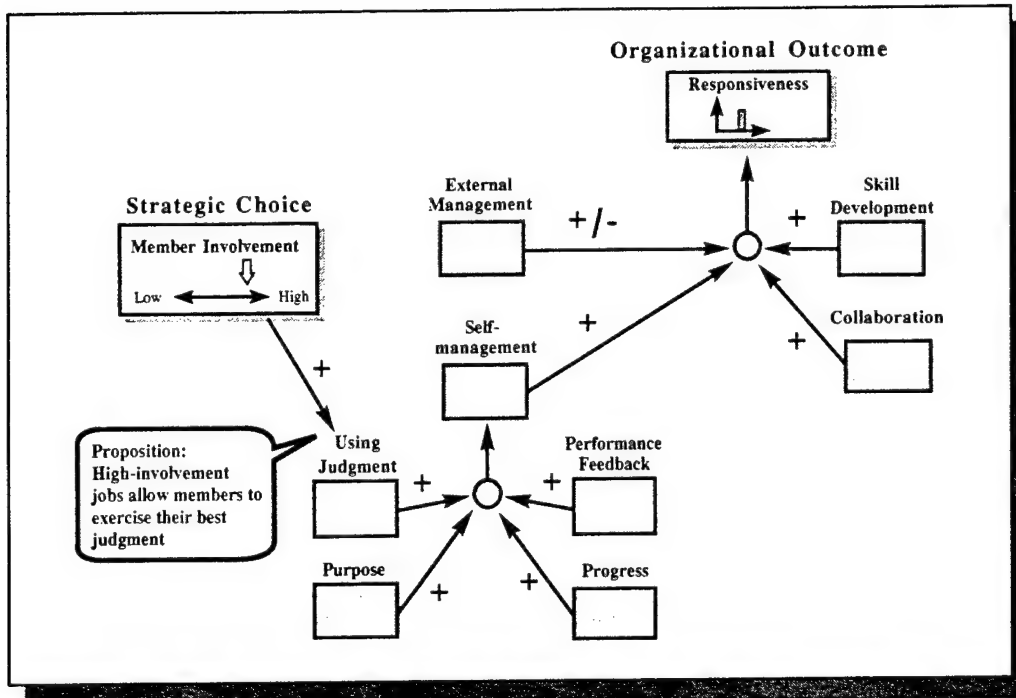 Organizational Outcome
Responsiveness
External
Management
+/-
Skill
Development
+
Strategic Choice
Member Involvement
Low
High
+
Self-
management
+
Collaboration
+
Proposition:
High-involvement
jobs allow members to
exercise their best
judgment
Using
Judgment
+
Performance
Feedback
+
Purpose
+
Progress
+